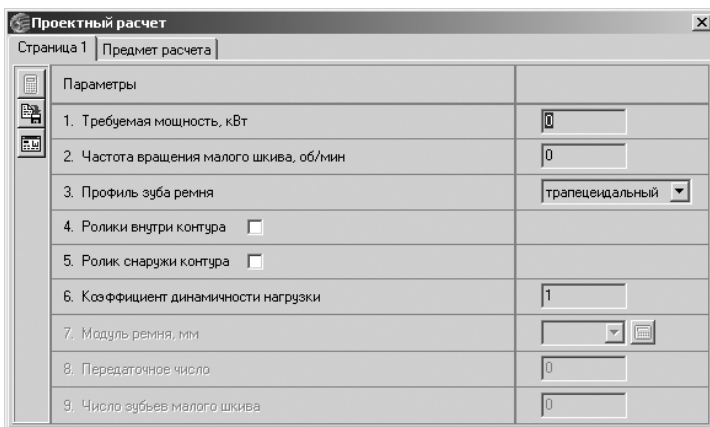 Проектный расчет
Страница 1 Предмет расчета
Параметры
1. Требуемая мощность, кВт 0
2. Частота вращения малого шкива, об/мин 0
3. Профиль зуба ремня трапецеидальный
4. Ролики внутри контура
5. Ролик снаружи контура
6. Коэффициент динамичности нагрузки 1
7. Модуль ремня, мм
8. Передаточное число 0
9. Число зубьев малого шкива 0